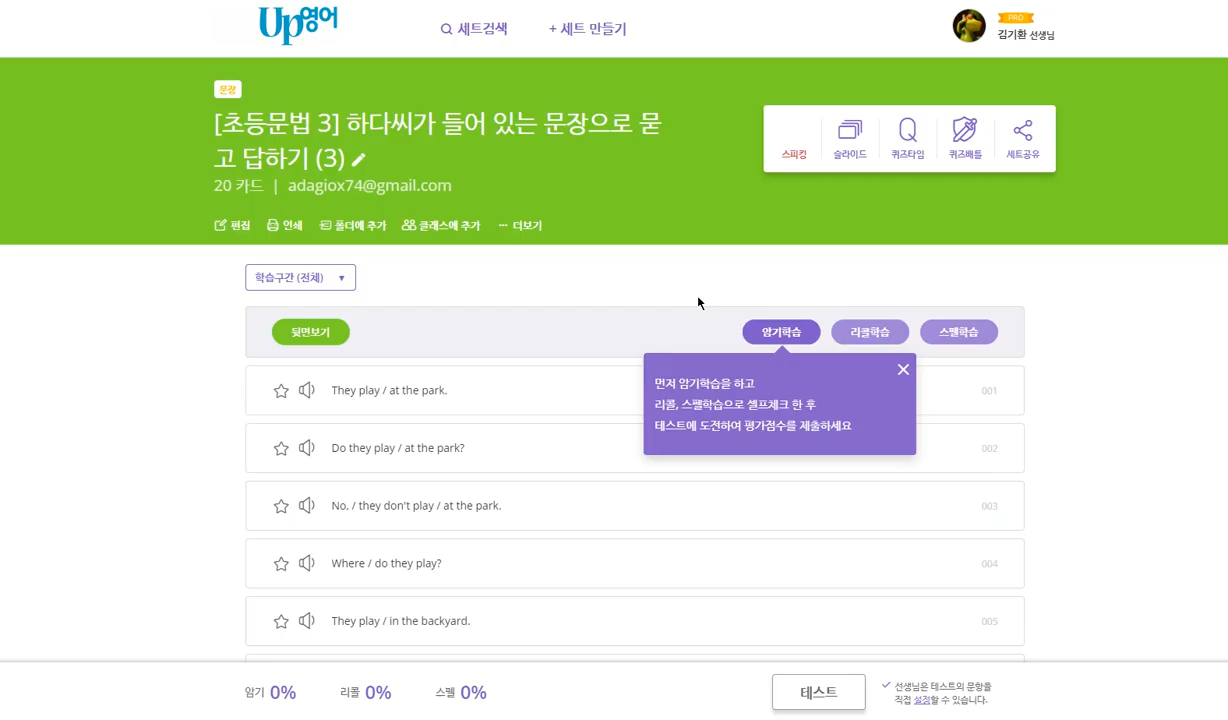 Up영어
세트검색
+ 세트 만들기
PRO
김기환 선생님
문장
[초등문법 3] 하다씨가 들어 있는 문장으로 묻
고 답하기 (3)
20 카드 | adagiox74@gmail.com
편집
인쇄
폴더에 추가
클래스에 추가
··· 더보기
스피킹
슬라이드
퀴즈타임
퀴즈배틀
세트공유
학습구간 (전체) ▼
뒷면보기
암기학습
리콜학습
스펠학습
먼저 암기학습을 하고
리콜, 스펠학습으로 셀프체크 한 후
테스트에 도전하여 평가점수를 제출하세요
They play / at the park.
001
Do they play / at the park?
002
No, / they don't play / at the park.
003
Where / do they play?
004
They play / in the backyard.
005
암기 0%
리콜 0%
스펠 0%
테스트
선생님은 테스트의 문항을
직접 설정할 수 있습니다.